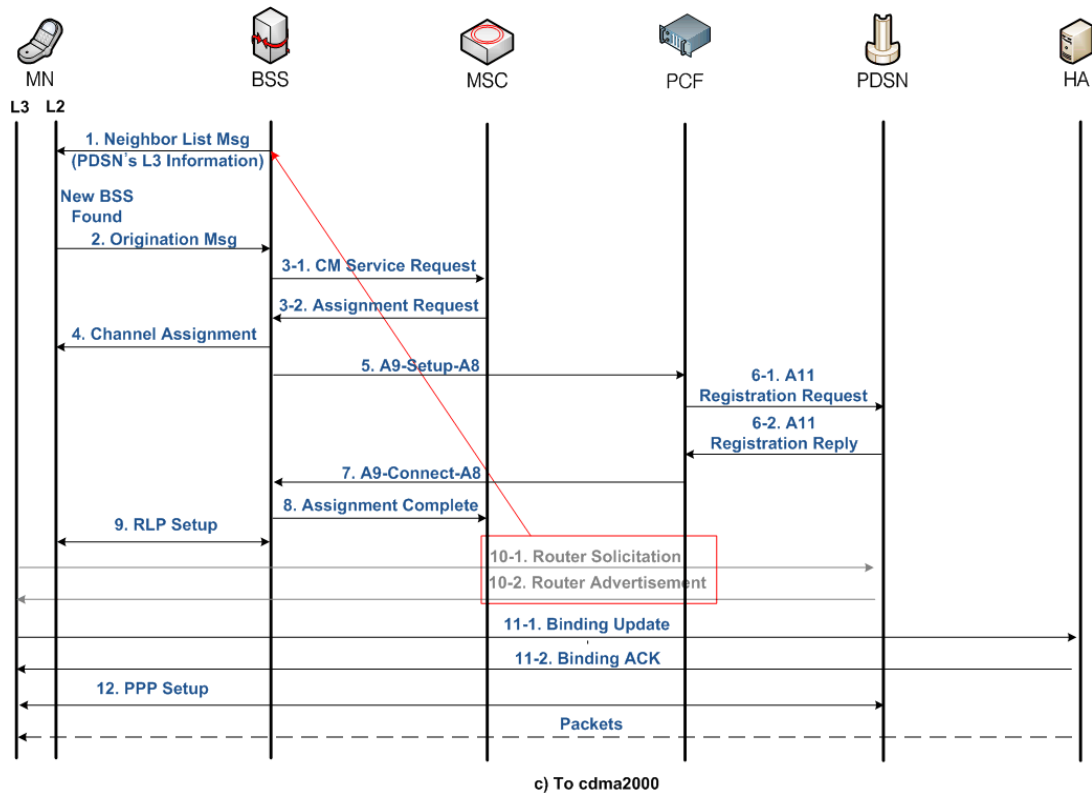 MN
BSS
MSC
PCF
PDSN
HA
L3
L2
1. Neighbor List Msg
(PDSN's L3 Information)
New BSS
Found
2. Origination Msg
3-1. CM Service Request
3-2. Assignment Request
4. Channel Assignment
5. A9-Setup-A8
6-1. A11
Registration Request
6-2. A11
Registration Reply
7. A9-Connect-A8
8. Assignment Complete
9. RLP Setup
10-1. Router Solicitation
10-2. Router Advertisement
11-1. Binding Update
11-2. Binding ACK
12. PPP Setup
Packets
c) To cdma2000